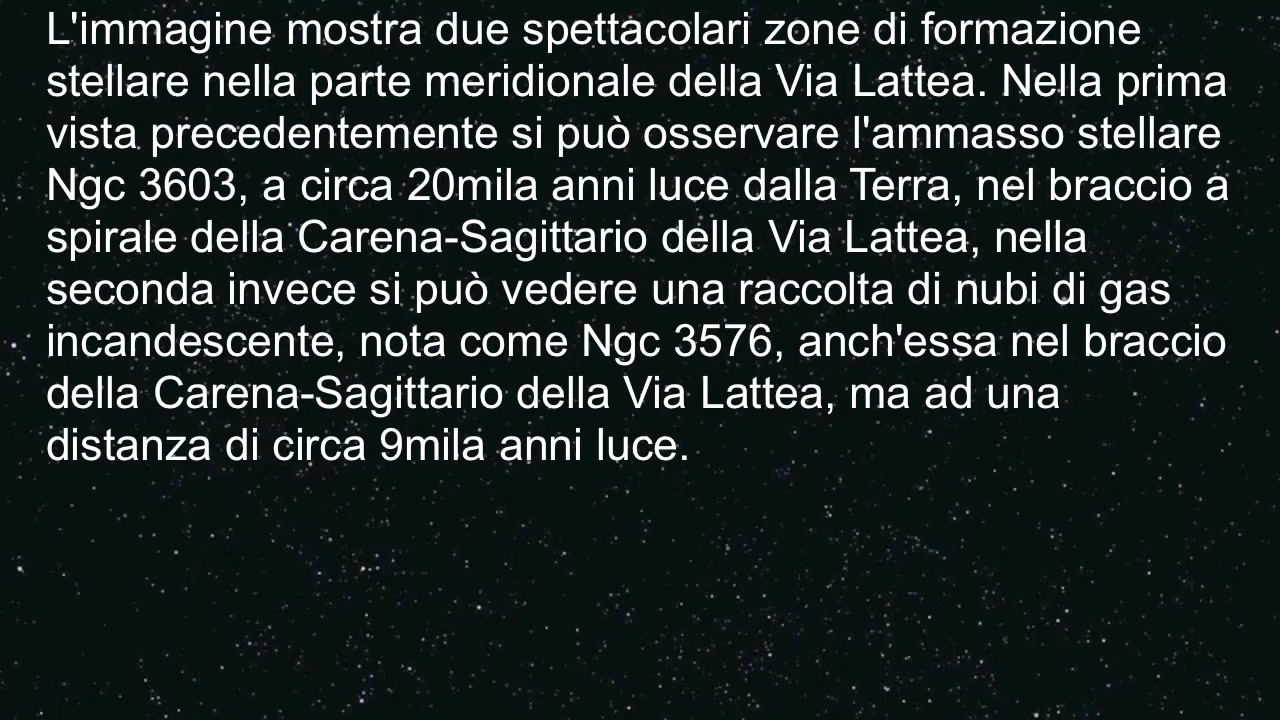 L'immagine mostra due spettacolari zone di formazione
stellare nella parte meridionale della Via Lattea. Nella prima
vista precedentemente si può osservare l'ammasso stellare
Ngc 3603, a circa 20mila anni luce dalla Terra, nel braccio a
spirale della Carena-Sagittario della Via Lattea, nella
seconda invece si può vedere una raccolta di nubi di gas
incandescente, nota come Ngc 3576, anch'essa nel braccio
della Carena-Sagittario della Via Lattea, ma ad una
distanza di circa 9mila anni luce.